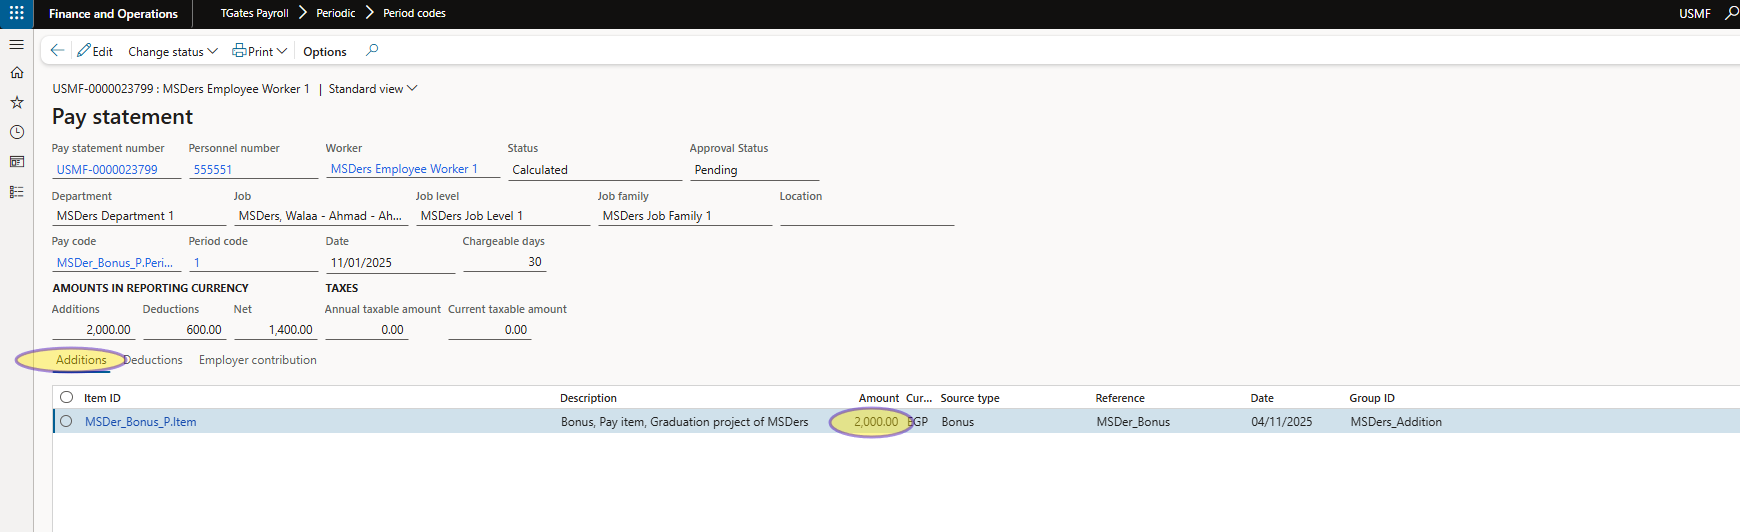 Finance and Operations TGates Payroll Periodic Period codes USMF
Edit Change status Print Options
USMF-0000023799 : MSDers Employee Worker 1 | Standard view
Pay statement
Pay statement number Personnel number Worker Status Approval Status
USMF-0000023799 555551 MSDers Employee Worker 1 Calculated Pending
Department Job Job level Job family Location
MSDers Department 1 MSDers, Walaa - Ahmad - Ah... MSDers Job Level 1 MSDers Job Family 1
Pay code Period code Date Chargeable days
MSDer_Bonus_P.Peri... 1 11/01/2025 30
AMOUNTS IN REPORTING CURRENCY TAXES
Additions Deductions Net Annual taxable amount Current taxable amount
2,000.00 600.00 1,400.00 0.00 0.00
Additions Deductions Employer contribution
Item ID Description Amount Cur... Source type Reference Date Group ID
MSDer_Bonus_P.Item Bonus, Pay item, Graduation project of MSDers 2,000.00 EGP Bonus MSDer_Bonus 04/11/2025 MSDers_Addition